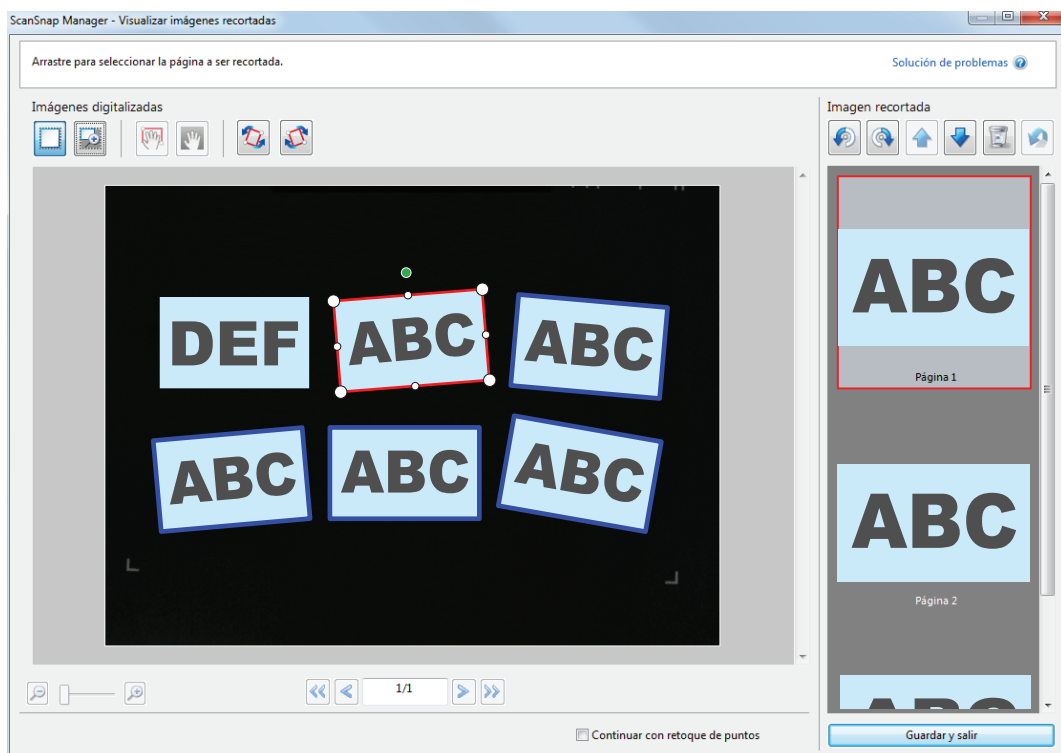 ScanSnap Manager - Visualizar imágenes recortadas
Arrastre para seleccionar la página a ser recortada.
Solución de problemas
Imágenes digitalizadas
Imagen recortada
DEF
ABC
ABC
ABC
ABC
ABC
ABC
Página 1
ABC
Página 2
ABC
1/1
Continuar con retoque de puntos
Guardar y salir